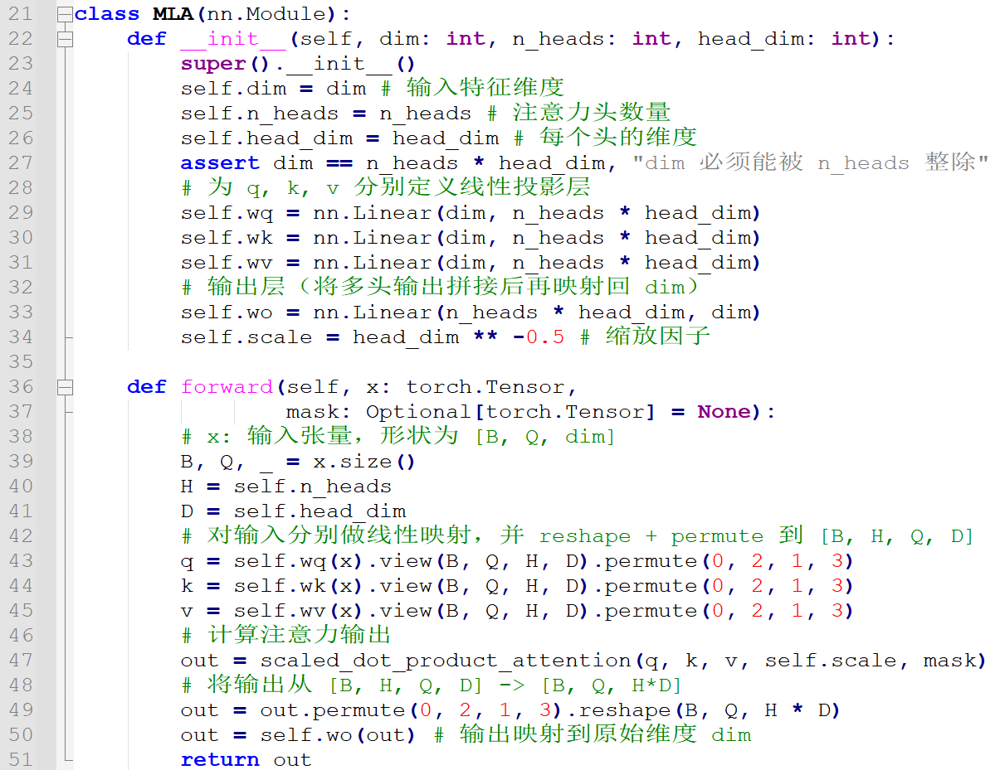 21 class MLA(nn.Module):
22     def __init__(self, dim: int, n_heads: int, head_dim: int):
23         super().__init__()
24         self.dim = dim # 输入特征维度
25         self.n_heads = n_heads # 注意力头数量
26         self.head_dim = head_dim # 每个头的维度
27         assert dim == n_heads * head_dim, "dim 必须能被 n_heads 整除"
28         # 为 q, k, v 分别定义线性投影层
29         self.wq = nn.Linear(dim, n_heads * head_dim)
30         self.wk = nn.Linear(dim, n_heads * head_dim)
31         self.wv = nn.Linear(dim, n_heads * head_dim)
32         # 输出层（将多头输出拼接后再映射回 dim）
33         self.wo = nn.Linear(n_heads * head_dim, dim)
34         self.scale = head_dim ** -0.5 # 缩放因子
35
36     def forward(self, x: torch.Tensor,
37                 mask: Optional[torch.Tensor] = None):
38         # x: 输入张量，形状为 [B, Q, dim]
39         B, Q, _ = x.size()
40         H = self.n_heads
41         D = self.head_dim
42         # 对输入分别做线性映射，并 reshape + permute 到 [B, H, Q, D]
43         q = self.wq(x).view(B, Q, H, D).permute(0, 2, 1, 3)
44         k = self.wk(x).view(B, Q, H, D).permute(0, 2, 1, 3)
45         v = self.wv(x).view(B, Q, H, D).permute(0, 2, 1, 3)
46         # 计算注意力输出
47         out = scaled_dot_product_attention(q, k, v, self.scale, mask)
48         # 将输出从 [B, H, Q, D] -> [B, Q, H*D]
49         out = out.permute(0, 2, 1, 3).reshape(B, Q, H * D)
50         out = self.wo(out) # 输出映射到原始维度 dim
51         return out